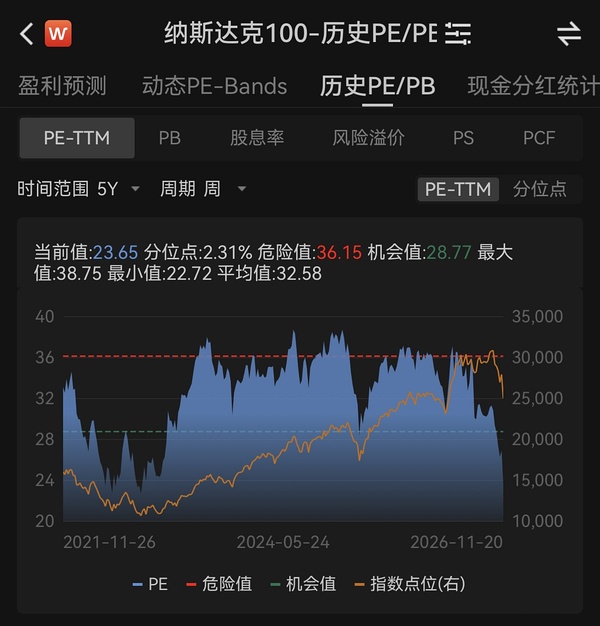 W 纳斯达克100-历史PE/PE
盈利预测 动态PE-Bands 历史PE/PB 现金分红统计
PE-TTM PB 股息率 风险溢价 PS PCF
时间范围 5Y 周期 周 PE-TTM 分位点
当前值:23.65 分位点:2.31% 危险值:36.15 机会值:28.77 最大
值:38.75 最小值:22.72 平均值:32.58
40 35,000
36 30,000
32 25,000
28 20,000
24 15,000
20 10,000
2021-11-26 2024-05-24 2026-11-20
PE 危险值 机会值 指数点位(右)